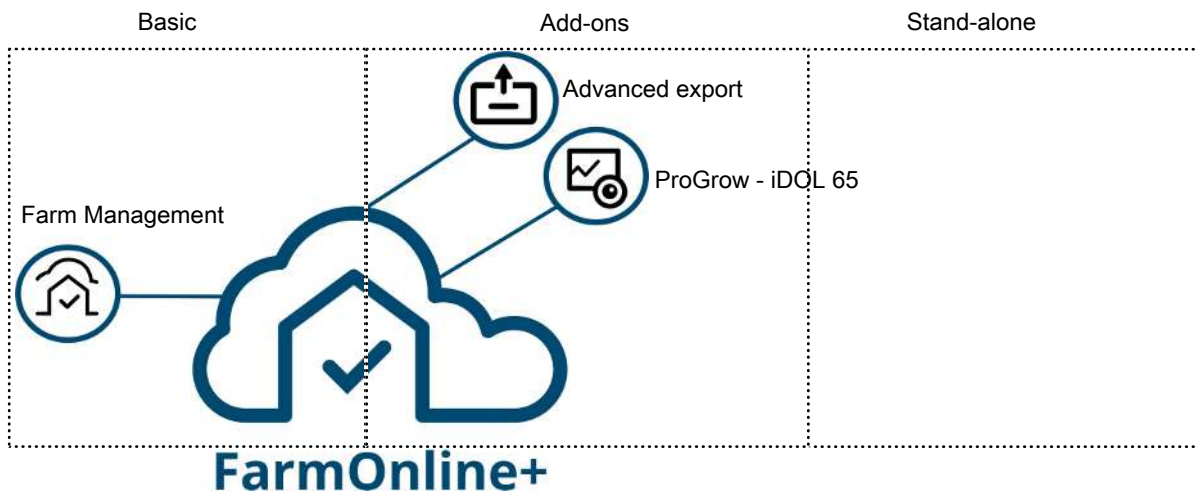 Basic
Add-ons
Stand-alone
Advanced export
ProGrow - iDOL 65
Farm Management
FarmOnline+